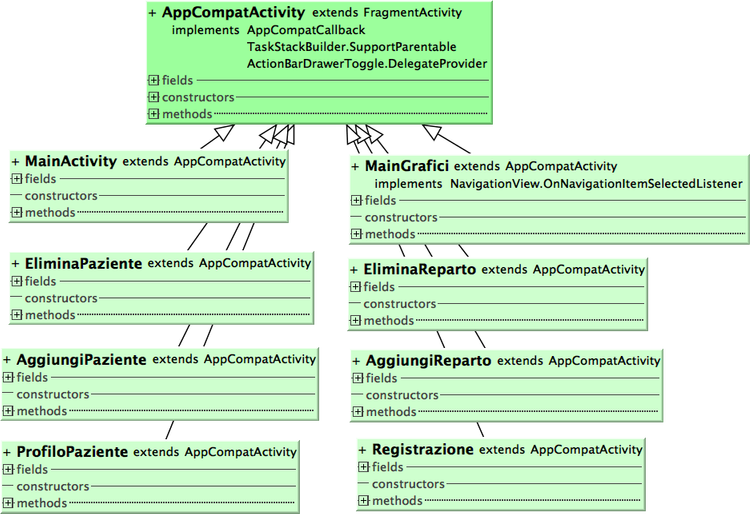 + AppCompatActivity extends FragmentActivity
implements AppCompatCallback
TaskStackBuilder.SupportParentable
ActionBarDrawerToggle.DelegateProvider
fields
constructors
methods
+ MainActivity extends AppCompatActivity
fields
constructors
methods
+ MainGrafici extends AppCompatActivity
implements NavigationView.OnNavigationItemSelectedListener
fields
constructors
methods
+ EliminaPaziente extends AppCompatActivity
fields
constructors
methods
+ EliminaReparto extends AppCompatActivity
fields
constructors
methods
+ AggiungiPaziente extends AppCompatActivity
fields
constructors
methods
+ AggiungiReparto extends AppCompatActivity
fields
constructors
methods
+ ProfiloPaziente extends AppCompatActivity
fields
constructors
methods
+ Registrazione extends AppCompatActivity
fields
constructors
methods